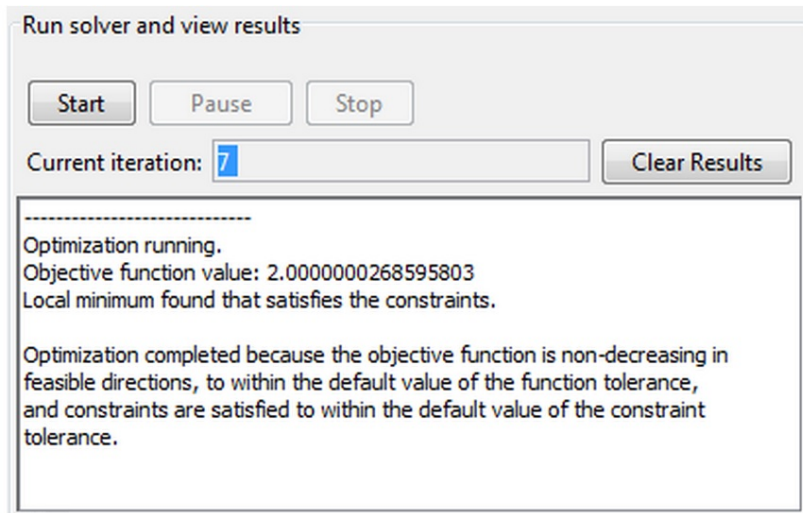 Run solver and view results
Start Pause Stop
Current iteration: 7 Clear Results
------------------------------
Optimization running.
Objective function value: 2.0000000268595803
Local minimum found that satisfies the constraints.
Optimization completed because the objective function is non-decreasing in
feasible directions, to within the default value of the function tolerance,
and constraints are satisfied to within the default value of the constraint
tolerance.